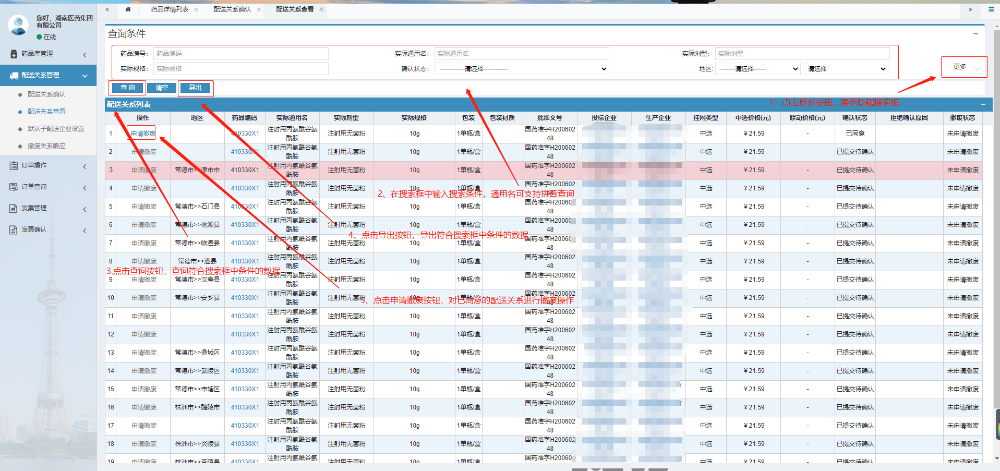 您好，湖南医药集团
有限公司
在线
药品库管理
配送关系管理
配送关系确认
配送关系查看
默认子配送企业设置
撤废关系响应
订单操作
订单查询
发票管理
发票确认
药品详情列表 配送关系确认 配送关系查看
查询条件
药品编号: 药品编码 实际通用名: 实际通用名 实际剂型: 实际剂型
实际规格: 实际规格 确认状态: ------------请选择------------ 地区: -------请选择------ 请选择 更多
查 询 清空 导出
1、点击更多按钮，展示隐藏搜索框
配送关系列表
操作 地区 药品编码 实际通用名 实际剂型 实际规格 包装 包装材质 批准文号 投标企业 生产企业 挂网类型 中选价格(元) 联动价格(元) 确认状态 拒绝确认原因 撤废状态
1 申请撤废 410330X1 注射用丙氨酰谷氨酰胺 注射用无菌粉 10g 1单瓶/盒 国药准字H20060248 中选 ￥21.59 - 已同意 未申请撤废
2 申请撤废 410330X1 注射用丙氨酰谷氨酰胺 注射用无菌粉 10g 1单瓶/盒 国药准字H20060248 中选 ￥21.59 - 已提交待确认 未申请撤废
3 申请撤废 常德市>>津市市 410330X1 注射用丙氨酰谷氨酰胺 注射用无菌粉 10g 1单瓶/盒 国药准字H20060248 中选 ￥21.59 - 已提交待确认 未申请撤废
4 申请撤废 410330X1 注射用丙氨酰谷氨酰胺 注射用无菌粉 10g 1单瓶/盒 国药准字H20060248 中选 ￥21.59 - 已提交待确认 未申请撤废
2、在搜索框中输入搜索条件，通用名可支持拼音查询
5 申请撤废 常德市>>石门县 410330X1 注射用丙氨酰谷氨酰胺 注射用无菌粉 10g 1单瓶/盒 国药准字H20060248 中选 ￥21.59 - 已提交待确认 未申请撤废
6 申请撤废 常德市>>桃源县 410330X1 注射用丙氨酰谷氨酰胺 注射用无菌粉 10g 1单瓶/盒 国药准字H20060248 中选 ￥21.59 - 已提交待确认 未申请撤废
4、点击导出按钮，导出符合搜索框中条件的数据
7 申请撤废 常德市>>临澧县 410330X1 注射用丙氨酰谷氨酰胺 注射用无菌粉 10g 1单瓶/盒 国药准字H20060248 中选 ￥21.59 - 已提交待确认 未申请撤废
8 申请撤废 常德市>>澧县 410330X1 注射用丙氨酰谷氨酰胺 注射用无菌粉 10g 1单瓶/盒 国药准字H20060248 中选 ￥21.59 - 已提交待确认 未申请撤废
3.点击查询按钮，查询符合搜索框中条件的数据
9 申请撤废 常德市>>汉寿县 410330X1 注射用丙氨酰谷氨酰胺 注射用无菌粉 10g 1单瓶/盒 国药准字H20060248 中选 ￥21.59 - 已提交待确认 未申请撤废
10 申请撤废 常德市>>安乡县 410330X1 注射用丙氨酰谷氨酰胺 注射用无菌粉 10g 1单瓶/盒 国药准字H20060248 中选 ￥21.59 - 已提交待确认 未申请撤废
5、点击申请撤废按钮，对已同意的配送关系进行撤废操作
11 申请撤废 410330X1 注射用丙氨酰谷氨酰胺 注射用无菌粉 10g 1单瓶/盒 国药准字H20060248 中选 ￥21.59 - 已提交待确认 未申请撤废
12 申请撤废 410330X1 注射用丙氨酰谷氨酰胺 注射用无菌粉 10g 1单瓶/盒 国药准字H20060248 中选 ￥21.59 - 已提交待确认 未申请撤废
13 申请撤废 常德市>>鼎城区 410330X1 注射用丙氨酰谷氨酰胺 注射用无菌粉 10g 1单瓶/盒 国药准字H20060248 中选 ￥21.59 - 已提交待确认 未申请撤废
14 申请撤废 常德市>>武陵区 410330X1 注射用丙氨酰谷氨酰胺 注射用无菌粉 10g 1单瓶/盒 国药准字H20060248 中选 ￥21.59 - 已提交待确认 未申请撤废
15 申请撤废 常德市>>市辖区 410330X1 注射用丙氨酰谷氨酰胺 注射用无菌粉 10g 1单瓶/盒 国药准字H20060248 中选 ￥21.59 - 已提交待确认 未申请撤废
16 申请撤废 株洲市>>醴陵市 410330X1 注射用丙氨酰谷氨酰胺 注射用无菌粉 10g 1单瓶/盒 国药准字H20060248 中选 ￥21.59 - 已提交待确认 未申请撤废
17 申请撤废 410330X1 注射用丙氨酰谷氨酰胺 注射用无菌粉 10g 1单瓶/盒 国药准字H20060248 中选 ￥21.59 - 已提交待确认 未申请撤废
18 申请撤废 株洲市>>炎陵县 410330X1 注射用丙氨酰谷氨酰胺 注射用无菌粉 10g 1单瓶/盒 国药准字H20060248 中选 ￥21.59 - 已提交待确认 未申请撤废
19 申请撤废 株洲市>>茶陵县 410330X1 注射用丙氨酰谷氨 注射用无菌粉 10g 1单瓶/盒 国药准字H20060 中选 ￥21.59 - 已提交待确认 未申请撤废